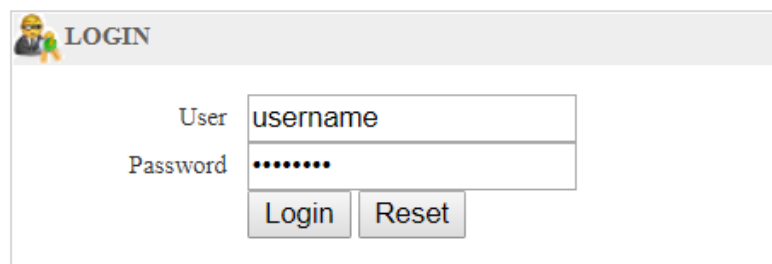 LOGIN
User username
Password ••••••••
Login Reset